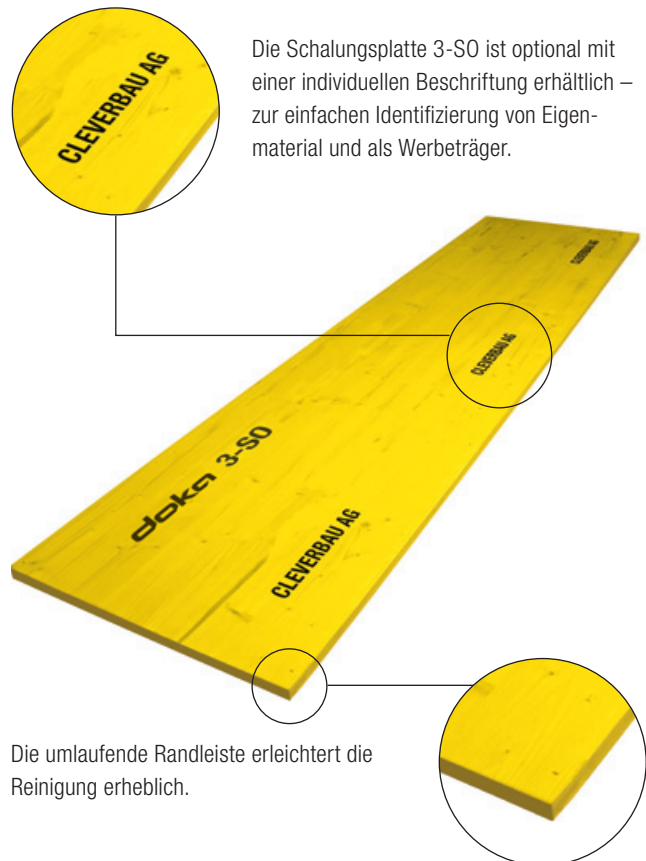 CLEVERBAU AG
Die Schalungsplatte 3-SO ist optional mit
einer individuellen Beschriftung erhältlich –
zur einfachen Identifizierung von Eigen-
material und als Werbeträger.
CLEVERBAU AG
CLEVERBAU AG
doka 3-SO
CLEVERBAU AG
Die umlaufende Randleiste erleichtert die
Reinigung erheblich.